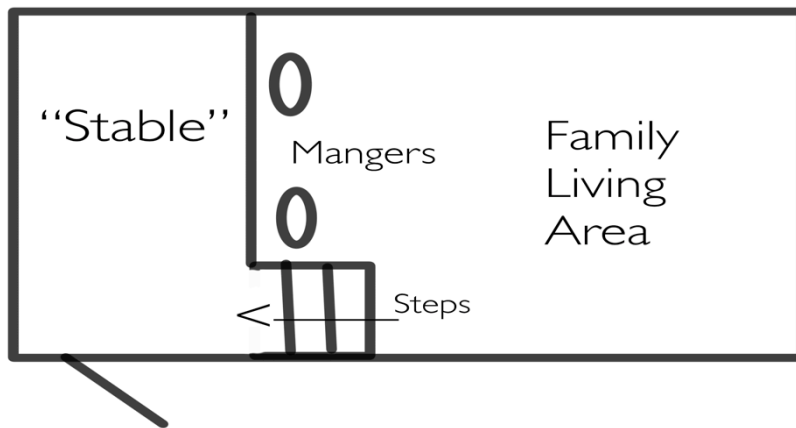 “Stable”
Mangers
Family
Living
Area
Steps